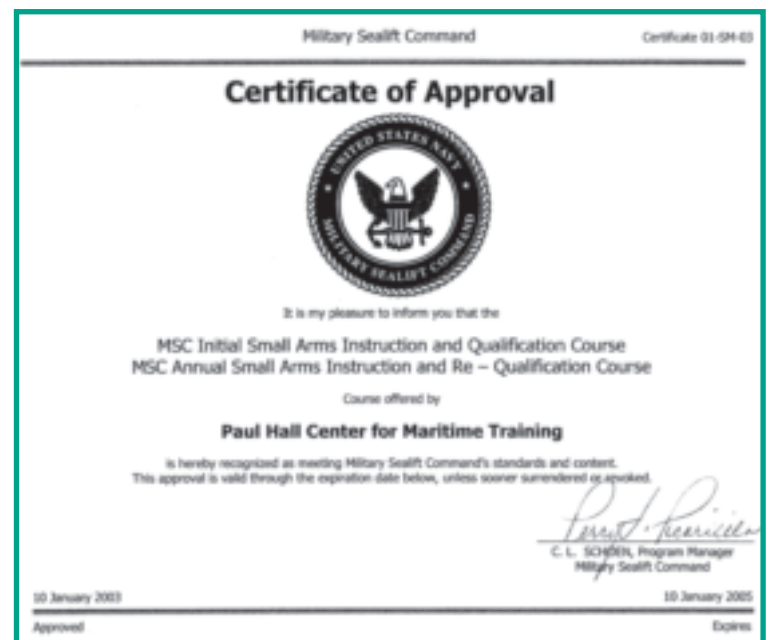 Military Sealift Command
Certificate 01-SM-03
Certificate of Approval
UNITED STATES NAVY
MILITARY SEALIFT COMMAND
It is my pleasure to inform you that the
MSC Initial Small Arms Instruction and Qualification Course
MSC Annual Small Arms Instruction and Re – Qualification Course
Course offered by
Paul Hall Center for Maritime Training
is hereby recognized as meeting Military Sealift Command's standards and content.
This approval is valid through the expiration date below, unless sooner surrendered or revoked.
C. L. SCHOEN, Program Manager
Military Sealift Command
10 January 2003
10 January 2005
Approved
Expires